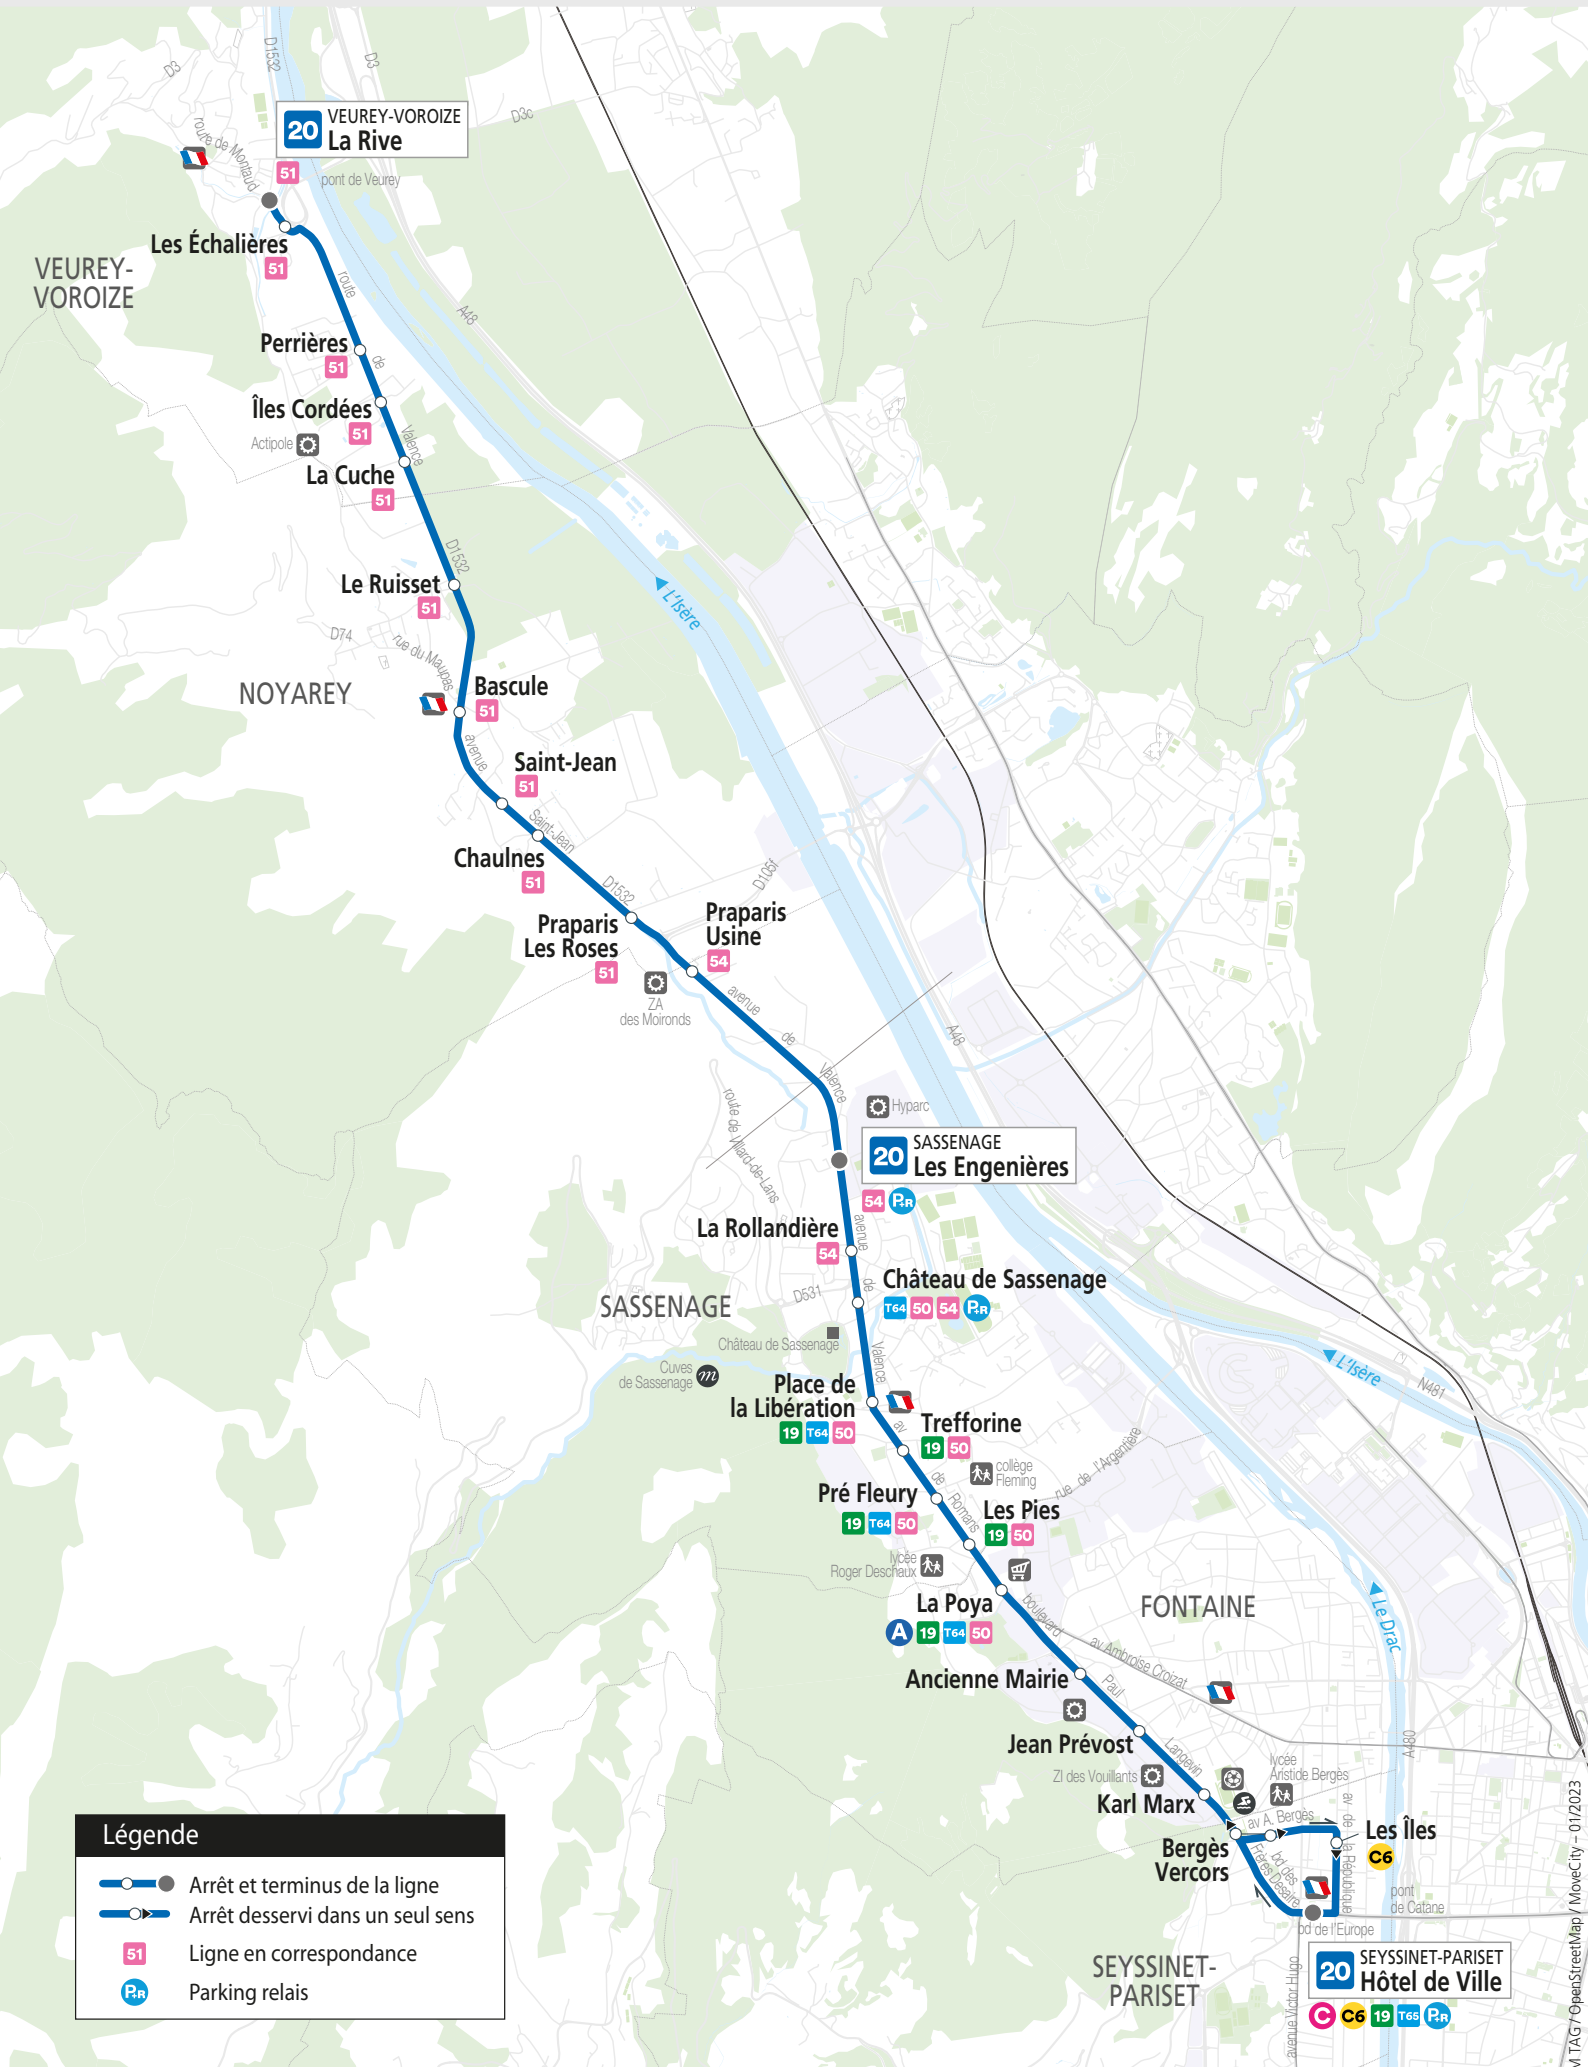 D1532
D3
D3
D3c
20
VEUREY-VOROIZE
La Rive
51
pont de Veurey
route de Montaud
Les Échalières
51
VEUREY-
VOROIZE
route
de
Valence
A48
Perrières
51
Îles Cordées
51
Actipole
La Cuche
51
D1532
Le Ruisset
51
L'Isère
D74
rue du Maupas
NOYAREY
Bascule
51
avenue
Saint-Jean
Saint-Jean
51
Chaulnes
51
D1532
D105f
Praparis
Les Roses
51
Praparis
Usine
54
ZA
des Moironds
avenue
de
Valence
A48
route de Villard-de-Lans
Hyparc
20
SASSENAGE
Les Engenières
54 P+R
La Rollandière
54
avenue
de
Valence
Château de Sassenage
T64 50 54 P+R
D531
SASSENAGE
Château de Sassenage
Cuves
de Sassenage
m
L'Isère
N481
Place de
la Libération
19 T64 50
av
de
Romans
Trefforine
19 50
collège
Fleming
rue de l'Argentière
Pré Fleury
19 T64 50
Les Pies
19 50
lycée
Roger Deschaux
La Poya
A 19 T64 50
FONTAINE
Le Drac
boulevard
Paul
Langevin
av Ambroise Croizat
Ancienne Mairie
Jean Prévost
A480
ZI des Vouillants
lycée
Aristide Bergès
Karl Marx
av A. Bergès
av de la République
Les Îles
C6
Bergès
Vercors
bd des
Frères Desaire
pont
de Catane
bd de l'Europe
SEYSSINET-
PARISET
avenue Victor Hugo
20
SEYSSINET-PARISET
Hôtel de Ville
C C6 19 T65 P+R
Légende
Arrêt et terminus de la ligne
Arrêt desservi dans un seul sens
51 Ligne en correspondance
P+R Parking relais
TAG / OpenStreetMap / MoveCity – 01/2023